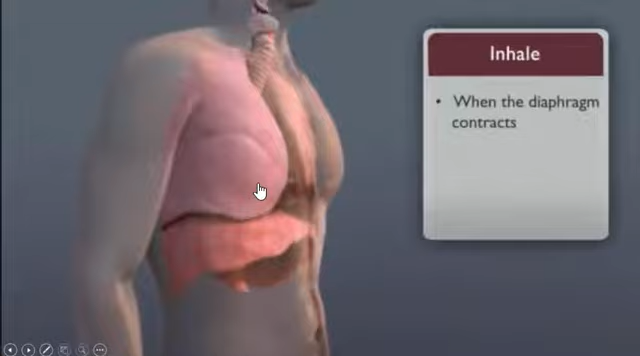 Inhale
• When the diaphragm
contracts